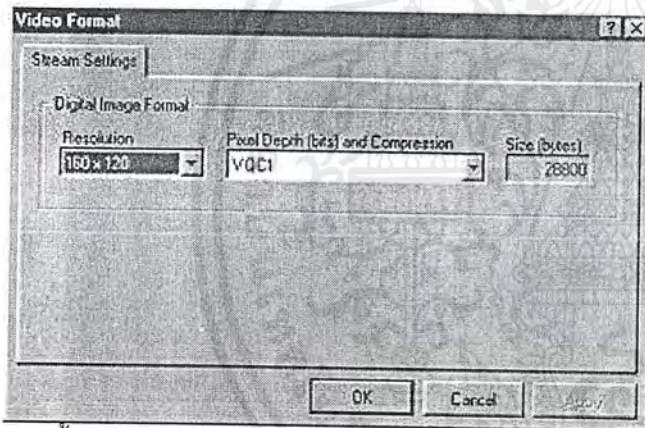 Video Format
Stream Settings
Digital Image Format
Resolution
Pixel Depth (bits) and Compression
Size (bytes)
160 x 120
VQC1
28800
OK
Cancel
Apply